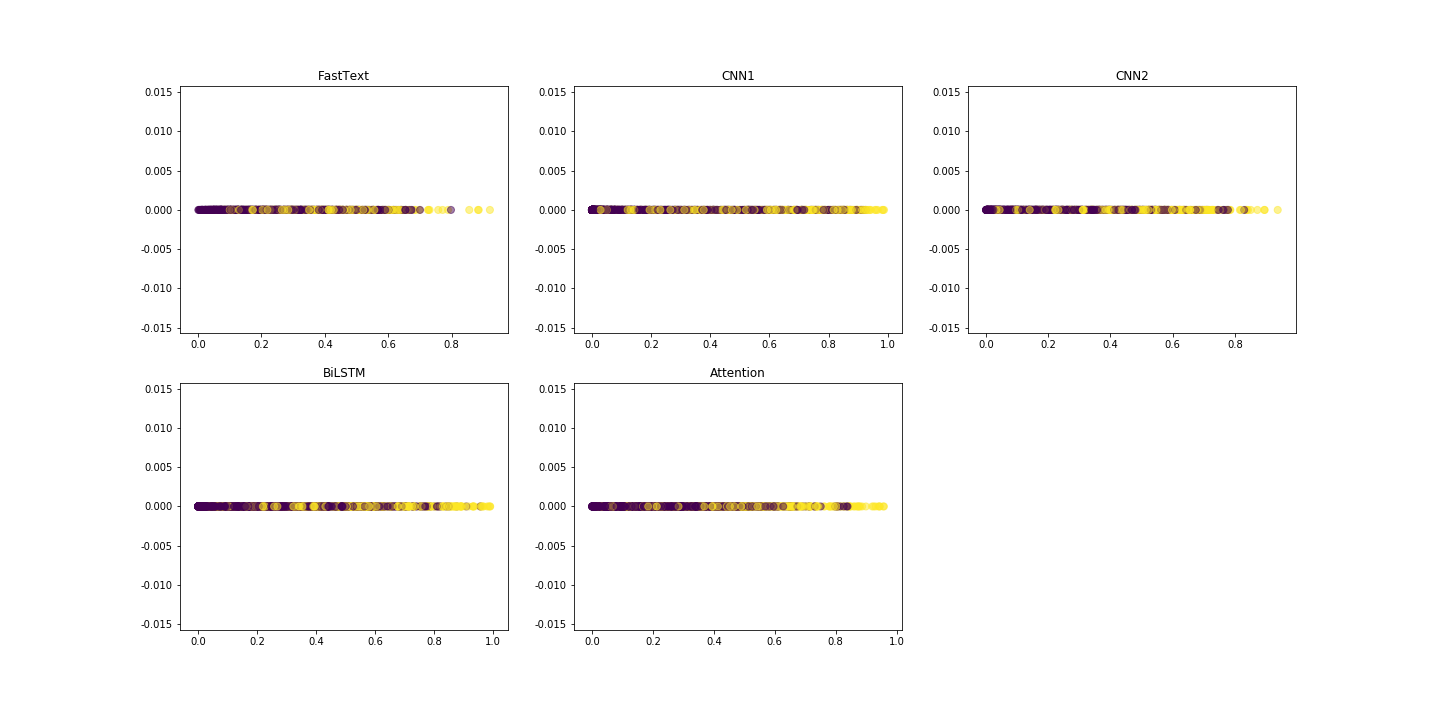 FastText CNN1 CNN2
0.015 0.015 0.015
0.010 0.010 0.010
0.005 0.005 0.005
0.000 0.000 0.000
-0.005 -0.005 -0.005
-0.010 -0.010 -0.010
-0.015 -0.015 -0.015
0.0 0.2 0.4 0.6 0.8 0.0 0.2 0.4 0.6 0.8 1.0 0.0 0.2 0.4 0.6 0.8
BiLSTM Attention
0.015 0.015
0.010 0.010
0.005 0.005
0.000 0.000
-0.005 -0.005
-0.010 -0.010
-0.015 -0.015
0.0 0.2 0.4 0.6 0.8 1.0 0.0 0.2 0.4 0.6 0.8 1.0